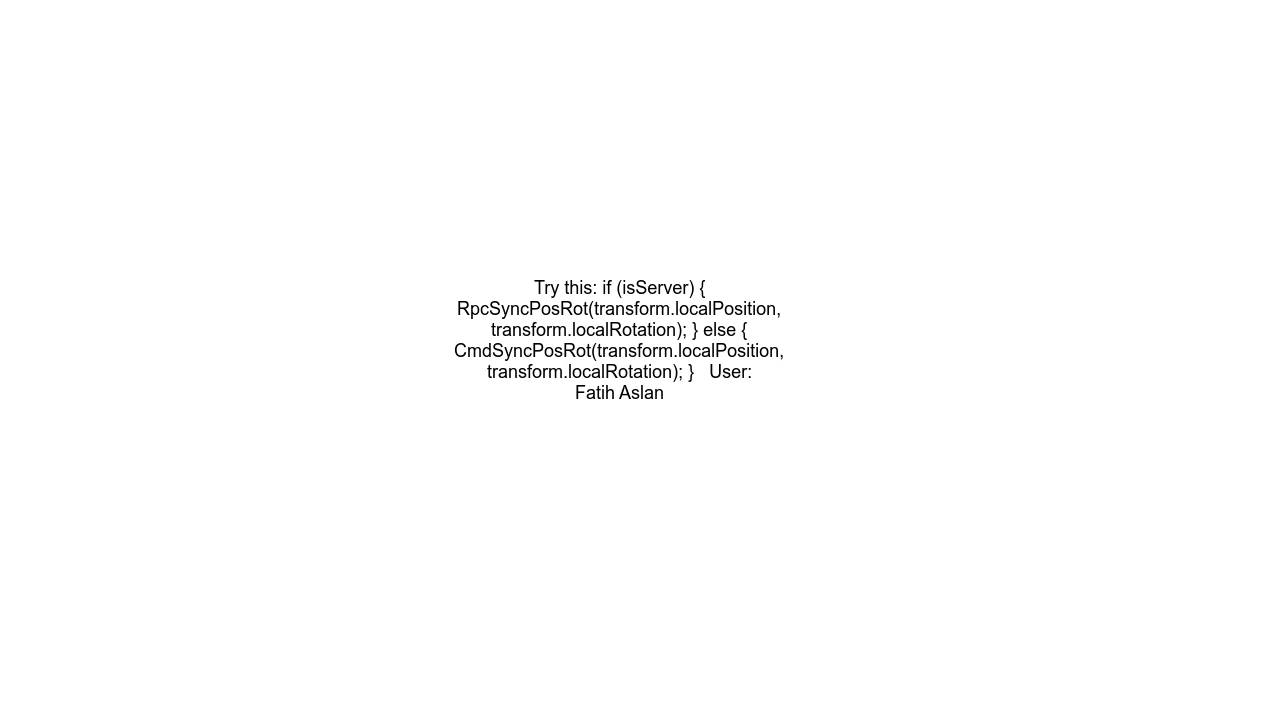 Try this: if (isServer) {
RpcSyncPosRot(transform.localPosition,
transform.localRotation); } else {
CmdSyncPosRot(transform.localPosition,
transform.localRotation); }   User:
Fatih Aslan